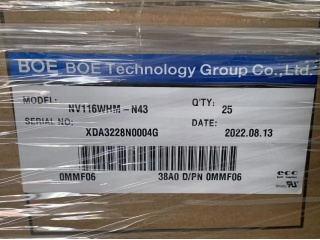 BOE BOE Technology Group Co.,Ltd.
MODEL: NV116WHM-N43 Q'TY: 25
SERIAL NO: XDA3228N0004G DATE: 2022.08.13
0MMF06 38A0 D/PN 0MMF06